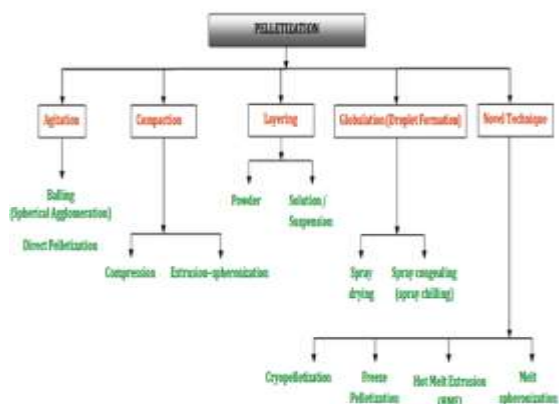 PELLETIZATION
Agitation
Compaction
Layering
Globulation (Droplet Formation)
Novel Technique
Balling
(Spherical Agglomeration)
Direct Pelletization
Powder
Solution /
Suspension
Compression
Extrusion-spheronization
Spray
drying
Spray congealing
(spray chilling)
Cryopelletization
Freeze
Pelletization
Hot Melt Extrusion
(HME)
Melt
spheronization